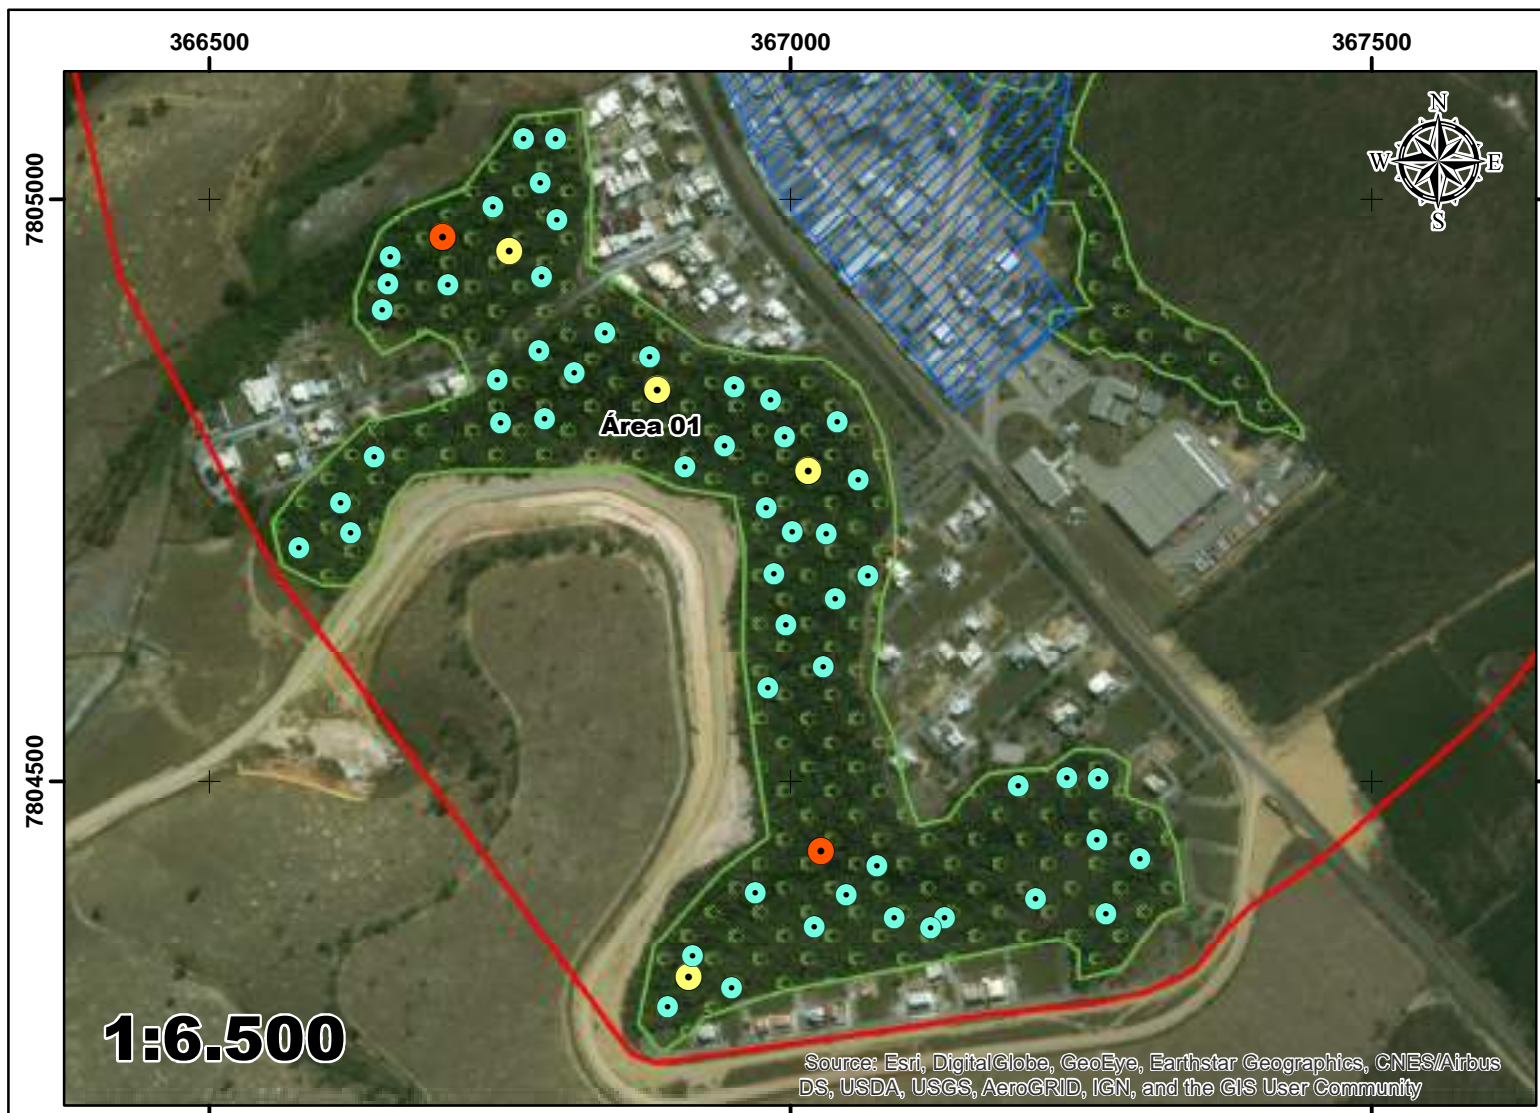 366500 367000 367500
N
W E
S
7805000
Área 01
7804500
1:6.500
Source: Esri, DigitalGlobe, GeoEye, Earthstar Geographics, CNES/Airbus
DS, USDA, USGS, AeroGRID, IGN, and the GIS User Community